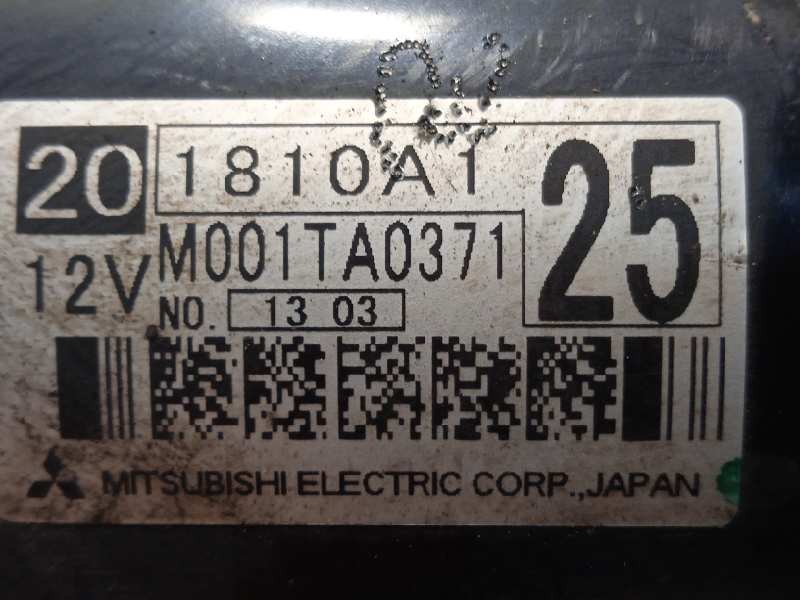 20 1810A1 25
12V M001TA0371
NO. 13 03
MITSUBISHI ELECTRIC CORP., JAPAN